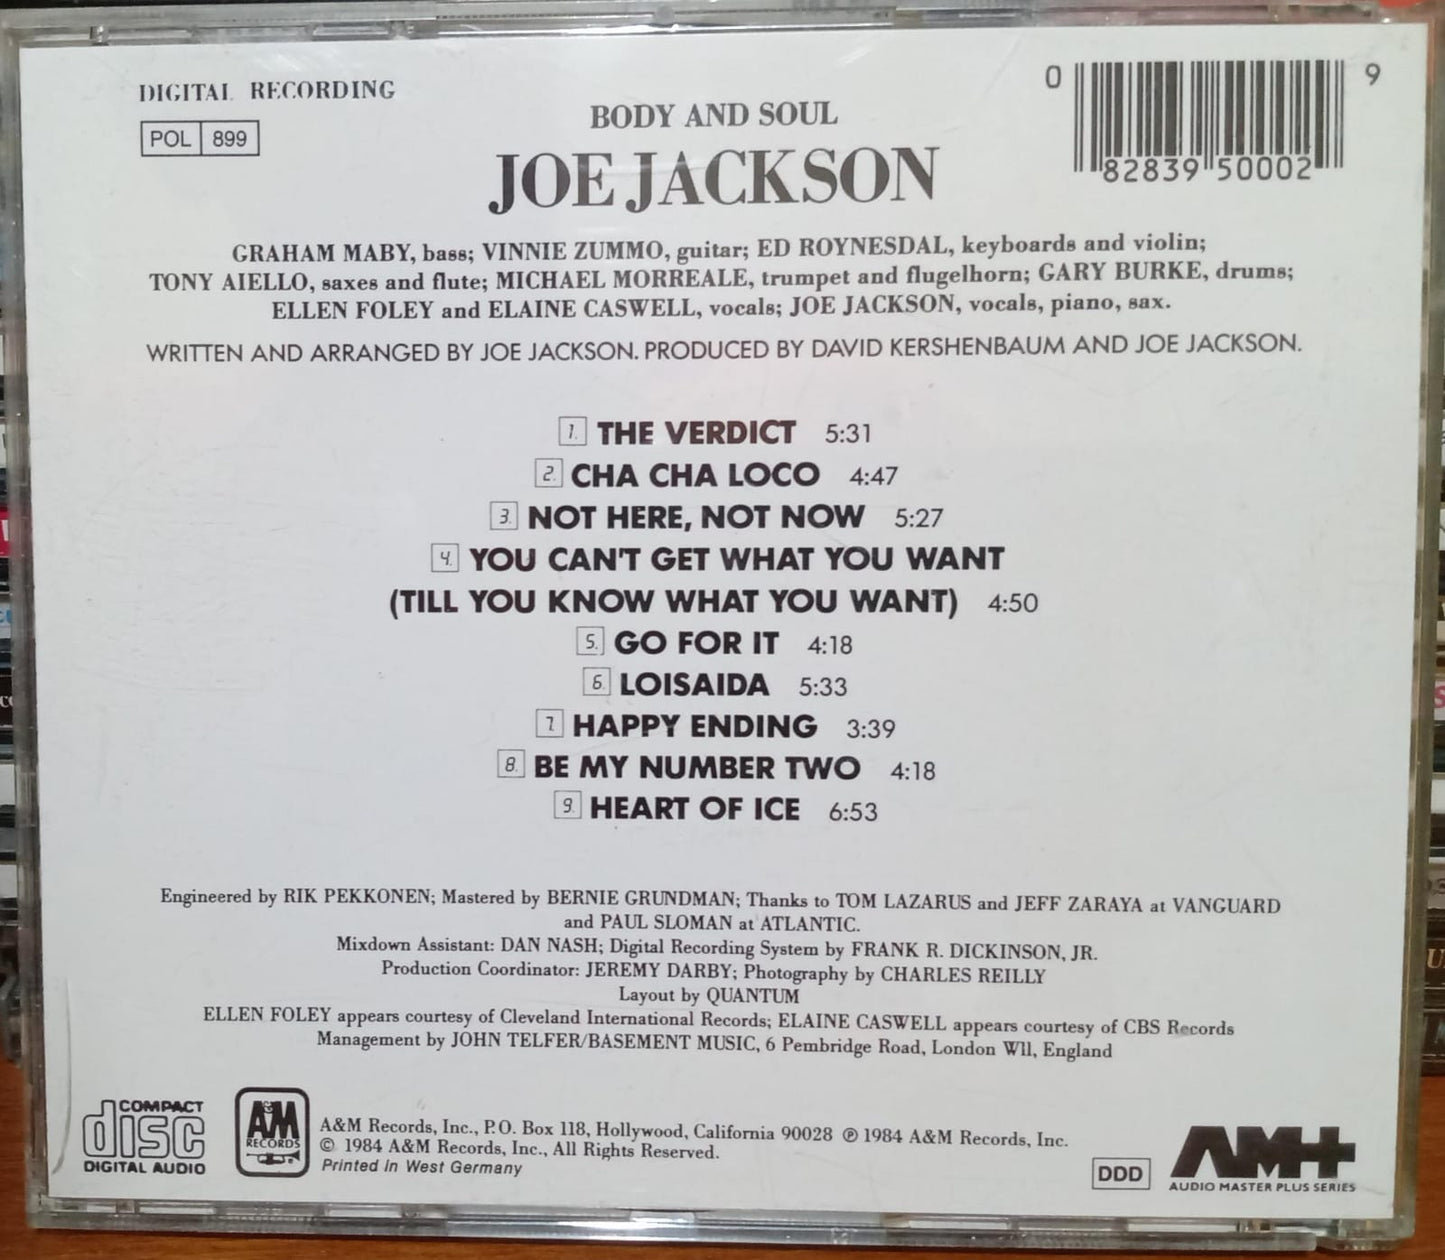 DIGITAL RECORDING
POL 899
BODY AND SOUL
JOE JACKSON
0 82839 50002 9
GRAHAM MABY, bass; VINNIE ZUMMO, guitar; ED ROYNESDAL, keyboards and violin;
TONY AIELLO, saxes and flute; MICHAEL MORREALE, trumpet and flugelhorn; GARY BURKE, drums;
ELLEN FOLEY and ELAINE CASWELL, vocals; JOE JACKSON, vocals, piano, sax.
WRITTEN AND ARRANGED BY JOE JACKSON. PRODUCED BY DAVID KERSHENBAUM AND JOE JACKSON.
1. THE VERDICT 5:31
2. CHA CHA LOCO 4:47
3. NOT HERE, NOT NOW 5:27
4. YOU CAN'T GET WHAT YOU WANT
(TILL YOU KNOW WHAT YOU WANT) 4:50
5. GO FOR IT 4:18
6. LOISAIDA 5:33
7. HAPPY ENDING 3:39
8. BE MY NUMBER TWO 4:18
9. HEART OF ICE 6:53
Engineered by RIK PEKKONEN; Mastered by BERNIE GRUNDMAN; Thanks to TOM LAZARUS and JEFF ZARAYA at VANGUARD
and PAUL SLOMAN at ATLANTIC.
Mixdown Assistant: DAN NASH; Digital Recording System by FRANK R. DICKINSON, JR.
Production Coordinator: JEREMY DARBY; Photography by CHARLES REILLY
Layout by QUANTUM
ELLEN FOLEY appears courtesy of Cleveland International Records; ELAINE CASWELL appears courtesy of CBS Records
Management by JOHN TELFER/BASEMENT MUSIC, 6 Pembridge Road, London W11, England
COMPACT
disc
DIGITAL AUDIO
A&M
RECORDS
A&M Records, Inc., P.O. Box 118, Hollywood, California 90028 ℗ 1984 A&M Records, Inc.
© 1984 A&M Records, Inc., All Rights Reserved.
Printed in West Germany
DDD
AM+
AUDIO MASTER PLUS SERIES